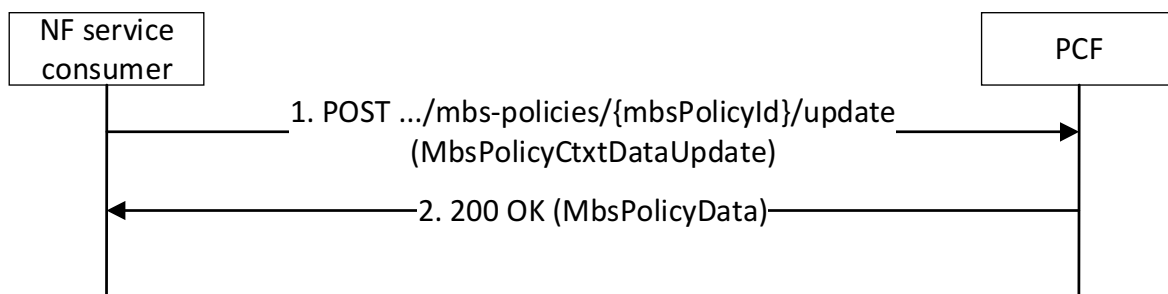 NF service
consumer
PCF
1. POST .../mbs-policies/{mbsPolicyId}/update
(MbsPolicyCtxtDataUpdate)
2. 200 OK (MbsPolicyData)